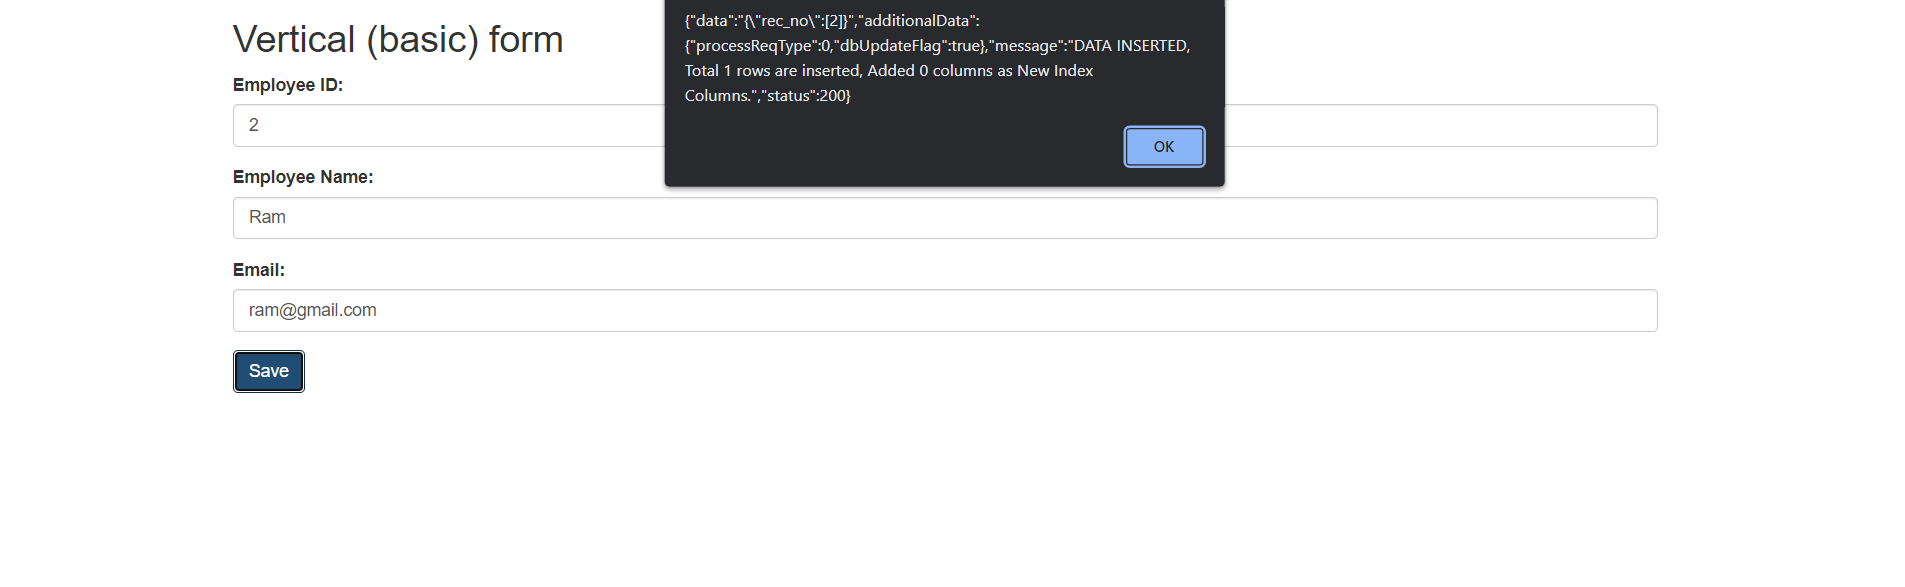 Vertical (basic) form
{"data":"{\"rec_no\":[2]}","additionalData":
{"processReqType":0,"dbUpdateFlag":true},"message":"DATA INSERTED,
Total 1 rows are inserted, Added 0 columns as New Index
Columns.","status":200}
OK
Employee ID:
2
Employee Name:
Ram
Email:
ram@gmail.com
Save